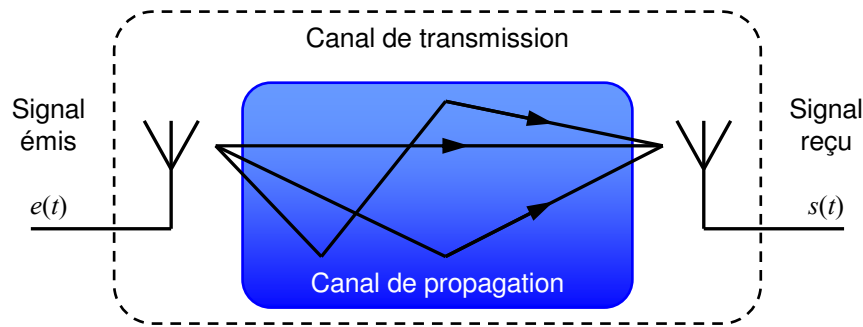 Canal de transmission
Signal
émis
e(t)
Signal
reçu
s(t)
Canal de propagation